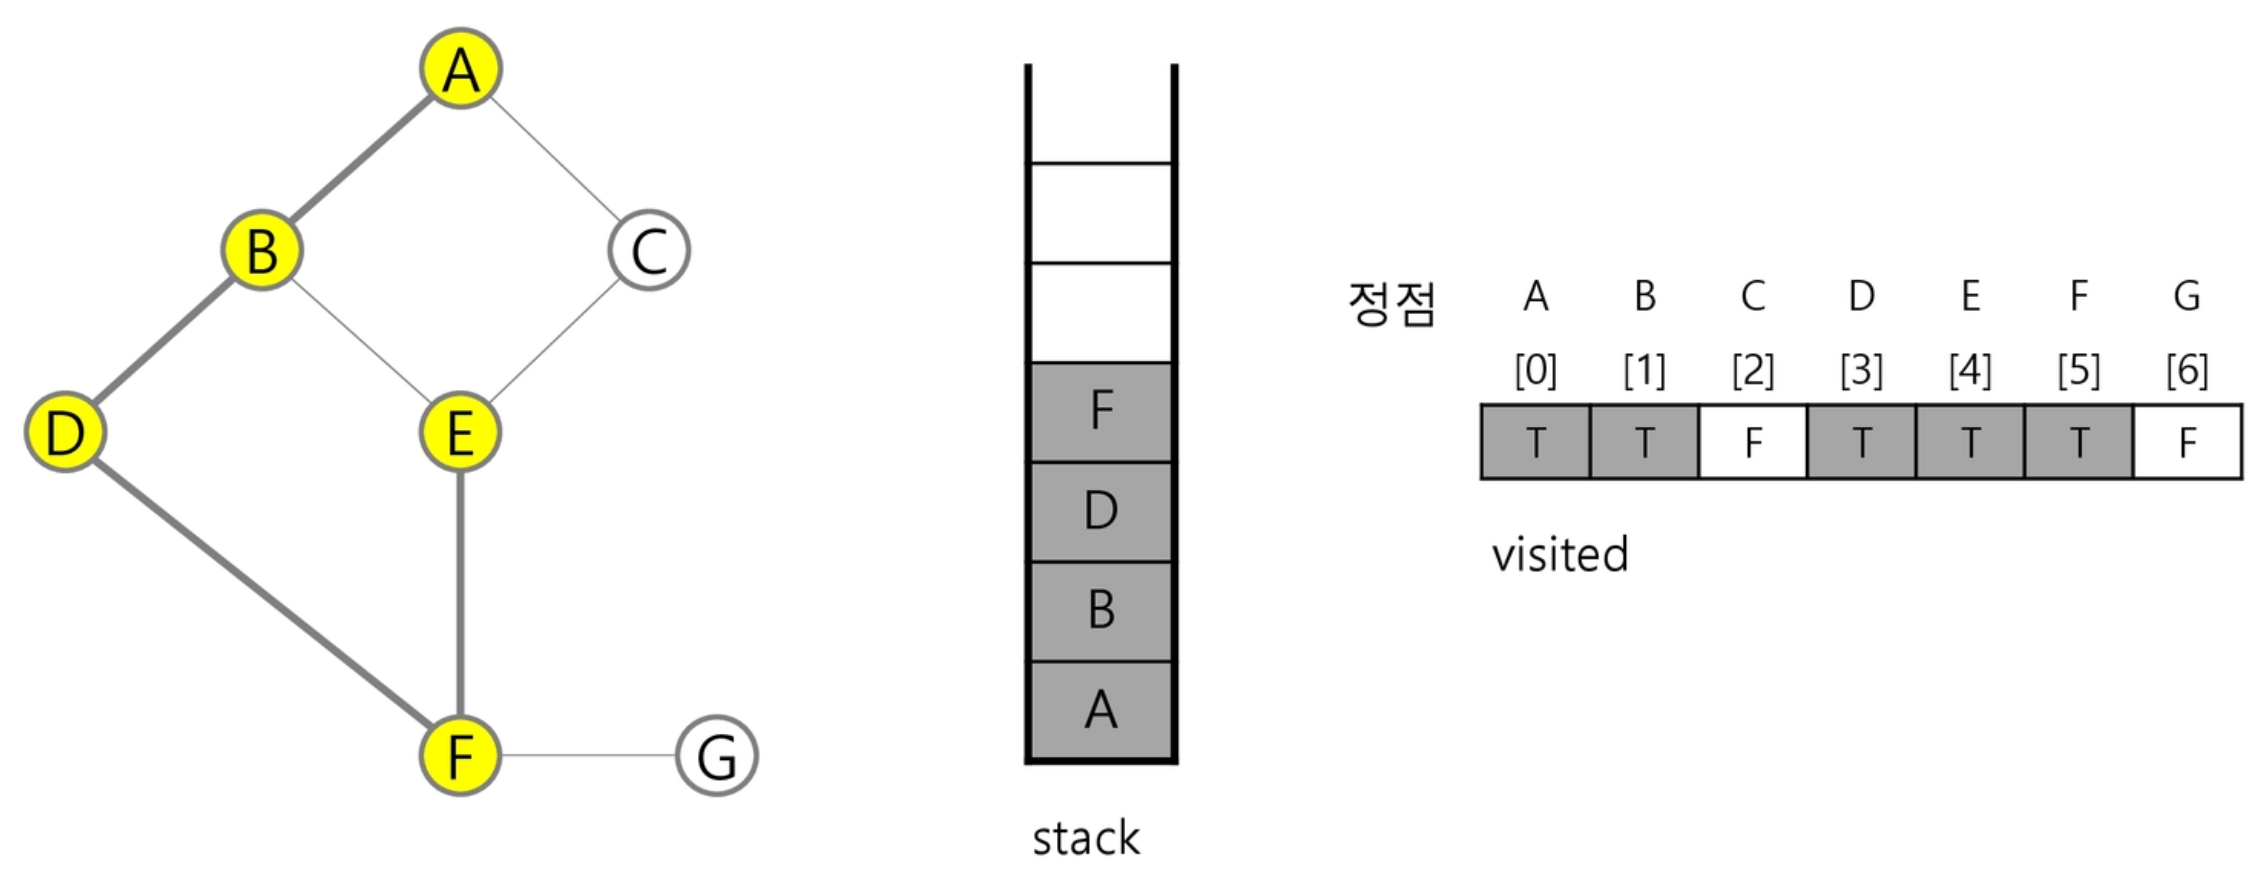 A
B
C
D
E
F
G
F
D
B
A
stack
정점 A B C D E F G
[0] [1] [2] [3] [4] [5] [6]
T T F T T T F
visited